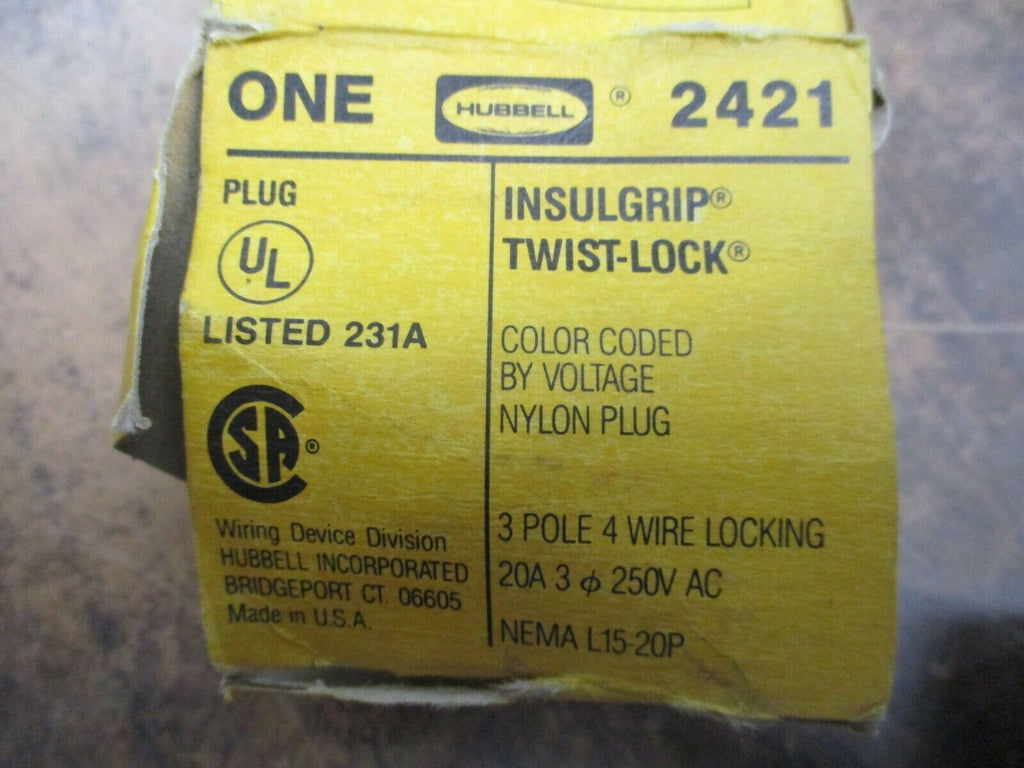 ONE HUBBELL ® 2421
PLUG
UL
LISTED 231A
SA ®
Wiring Device Division
HUBBELL INCORPORATED
BRIDGEPORT CT. 06605
Made in U.S.A.
INSULGRIP®
TWIST-LOCK®
COLOR CODED
BY VOLTAGE
NYLON PLUG
3 POLE 4 WIRE LOCKING
20A 3 ϕ 250V AC
NEMA L15-20P